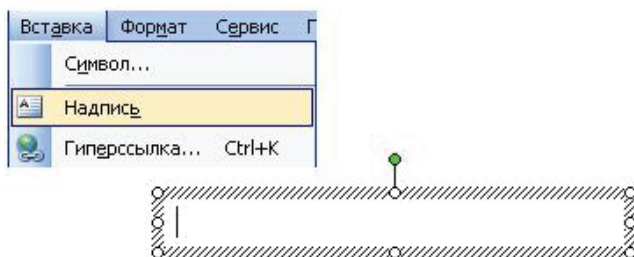 Вставка Формат Сервис
Символ...
Надпись
Гиперссылка... Ctrl+K